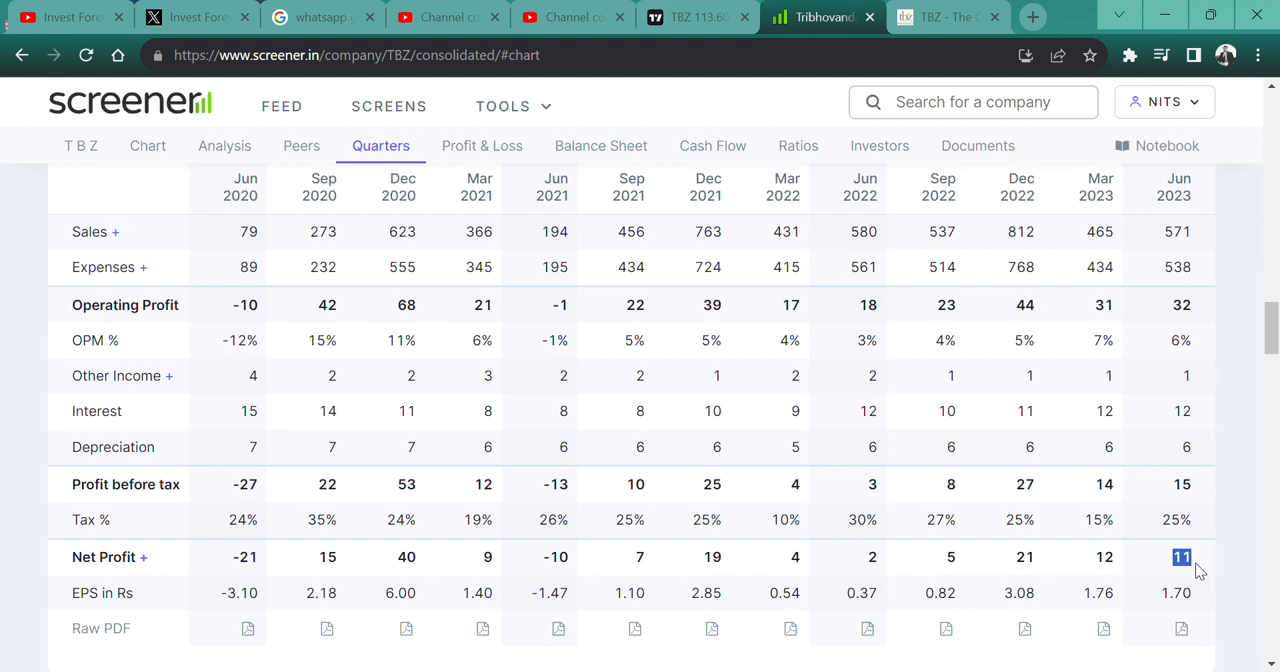 Invest Fore
Invest Fore
whatsapp g
Channel co
Channel co
TBZ 113.60
Tribhovand
TBZ - The
https://www.screener.in/company/TBZ/consolidated/#chart
screener
FEED
SCREENS
TOOLS
Search for a company
NITS
T B Z
Chart
Analysis
Peers
Quarters
Profit & Loss
Balance Sheet
Cash Flow
Ratios
Investors
Documents
Notebook
Jun 2020 Sep 2020 Dec 2020 Mar 2021 Jun 2021 Sep 2021 Dec 2021 Mar 2022 Jun 2022 Sep 2022 Dec 2022 Mar 2023 Jun 2023
Sales + 79 273 623 366 194 456 763 431 580 537 812 465 571
Expenses + 89 232 555 345 195 434 724 415 561 514 768 434 538
Operating Profit -10 42 68 21 -1 22 39 17 18 23 44 31 32
OPM % -12% 15% 11% 6% -1% 5% 5% 4% 3% 4% 5% 7% 6%
Other Income + 4 2 2 3 2 2 1 2 2 1 1 1 1
Interest 15 14 11 8 8 8 10 9 12 10 11 12 12
Depreciation 7 7 7 6 6 6 6 5 6 6 6 6 6
Profit before tax -27 22 53 12 -13 10 25 4 3 8 27 14 15
Tax % 24% 35% 24% 19% 26% 25% 25% 10% 30% 27% 25% 15% 25%
Net Profit + -21 15 40 9 -10 7 19 4 2 5 21 12 11
EPS in Rs -3.10 2.18 6.00 1.40 -1.47 1.10 2.85 0.54 0.37 0.82 3.08 1.76 1.70
Raw PDF